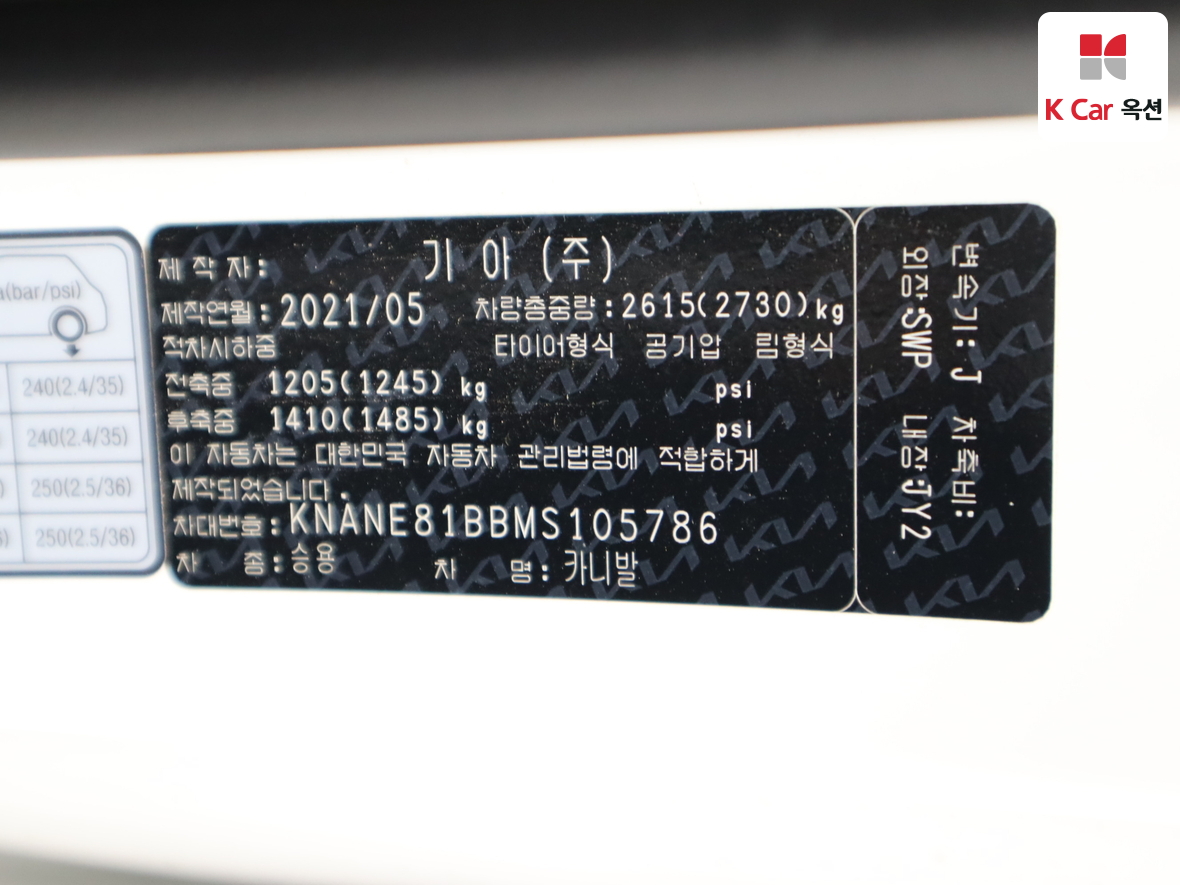 K Car 옥션
a(bar/psi)
240(2.4/35)
240(2.4/35)
250(2.5/36)
250(2.5/36)
제 작 자: 기 아 (주)
제작연월:2021/05 차량총중량:2615(2730)kg
적차시하중 타이어형식 공기압 림형식
전축중 1205(1245) kg psi
후축중 1410(1485) kg psi
이 자동차는 대한민국 자동차 관리법령에 적합하게
제작되었습니다.
차대번호:KNANE81BBMS105786
차 종:승용 차 명:카니발
변속기:J 차축비:
외장:SWP 내장:JY2